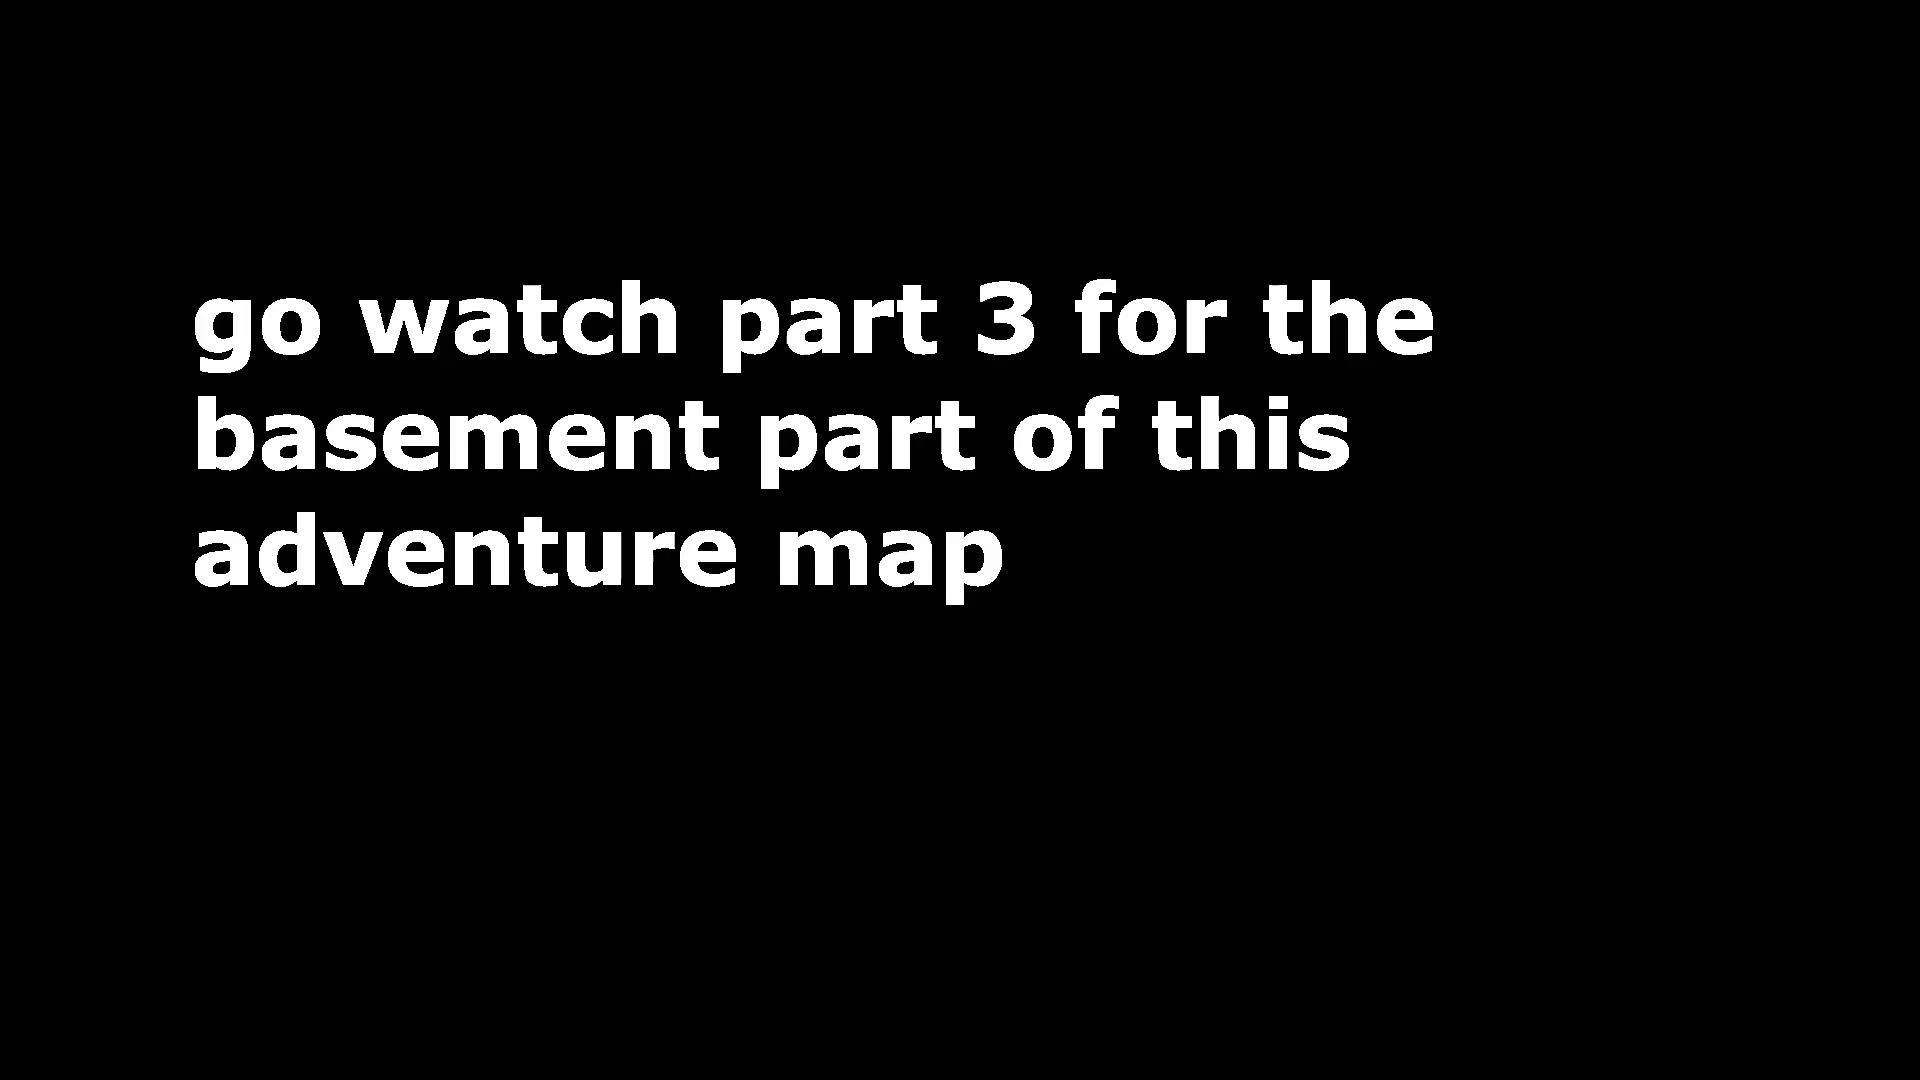 go watch part 3 for the
basement part of this
adventure map